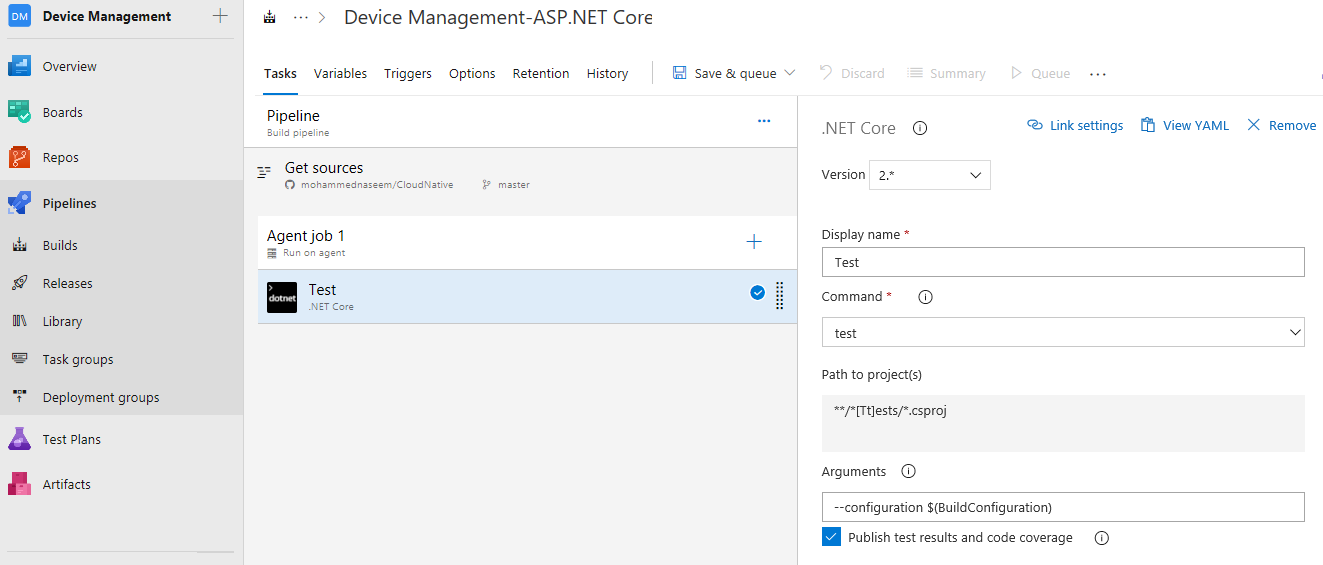 DM Device Management
Overview
Boards
Repos
Pipelines
Builds
Releases
Library
Task groups
Deployment groups
Test Plans
Artifacts
Device Management-ASP.NET Core
Tasks Variables Triggers Options Retention History Save & queue Discard Summary Queue
Pipeline
Build pipeline
Get sources
mohammednaseem/CloudNative master
Agent job 1
Run on agent
dotnet
Test
.NET Core
.NET Core Link settings View YAML Remove
Version 2.*
Display name *
Test
Command *
test
Path to project(s)
**/*[Tt]ests/*.csproj
Arguments
--configuration $(BuildConfiguration)
Publish test results and code coverage